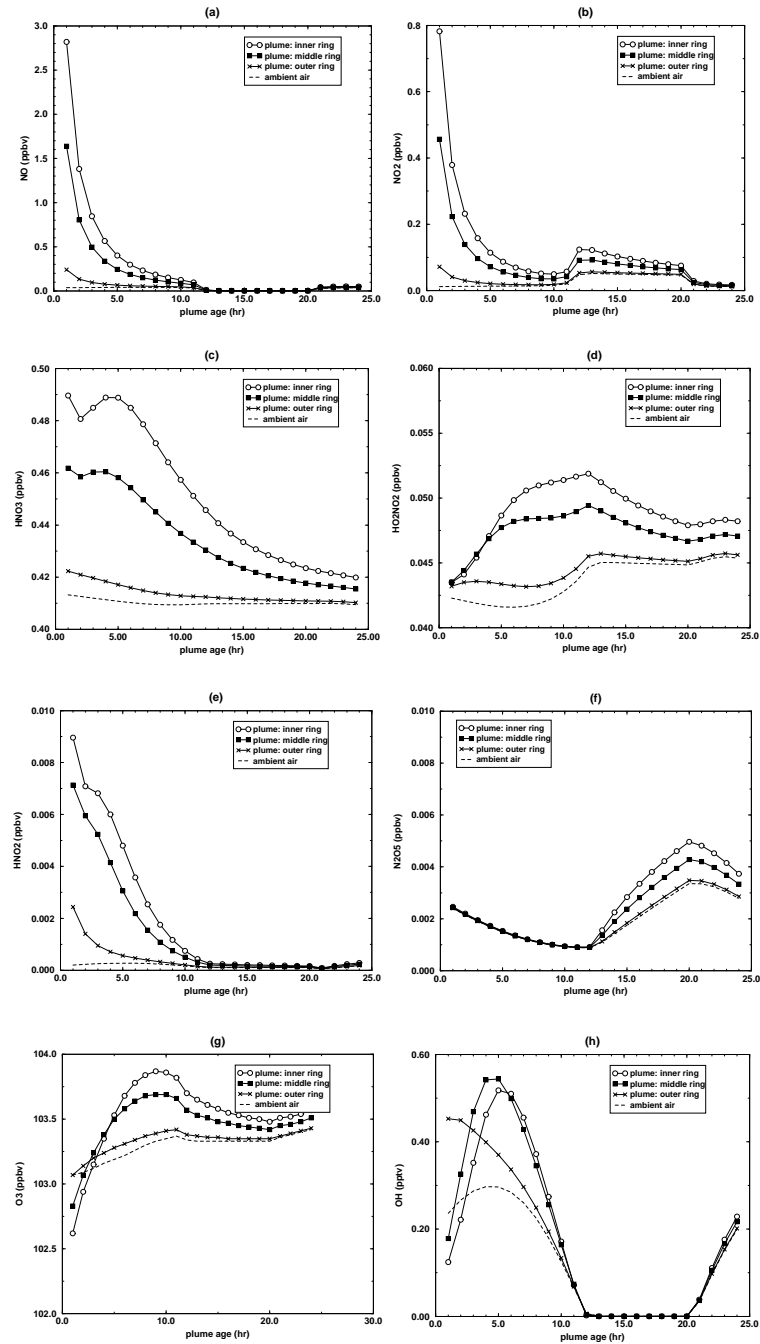 (a)
3.0
2.5
2.0
1.5
1.0
0.5
0.0
NO (ppbv)
0.0 5.0 10.0 15.0 20.0 25.0
plume age (hr)
plume: inner ring
plume: middle ring
plume: outer ring
ambient air
(b)
0.8
0.6
0.4
0.2
0.0
NO2 (ppbv)
0.0 5.0 10.0 15.0 20.0 25.0
plume age (hr)
plume: inner ring
plume: middle ring
plume: outer ring
ambient air
(c)
0.50
0.48
0.46
0.44
0.42
0.40
HNO3 (ppbv)
0.00 5.00 10.00 15.00 20.00 25.00
plume age (hr)
plume: inner ring
plume: middle ring
plume: outer ring
ambient air
(d)
0.060
0.055
0.050
0.045
0.040
HO2NO2 (ppbv)
0.0 5.0 10.0 15.0 20.0 25.0
plume age (hr)
plume: inner ring
plume: middle ring
plume: outer ring
ambient air
(e)
0.010
0.008
0.006
0.004
0.002
0.000
HNO2 (ppbv)
0.0 5.0 10.0 15.0 20.0 25.0
plume age (hr)
plume: inner ring
plume: middle ring
plume: outer ring
ambient air
(f)
0.010
0.008
0.006
0.004
0.002
0.000
N2O5 (ppbv)
0.0 5.0 10.0 15.0 20.0 25.0
plume age (hr)
plume: inner ring
plume: middle ring
plume: outer ring
ambient air
(g)
104.0
103.5
103.0
102.5
102.0
O3 (ppbv)
0.0 10.0 20.0 30.0
plume age (hr)
plume: inner ring
plume: middle ring
plume: outer ring
ambient air
(h)
0.60
0.40
0.20
0.00
OH (pptv)
0.0 5.0 10.0 15.0 20.0 25.0
plume age (hr)
plume: inner ring
plume: middle ring
plume: outer ring
ambient air